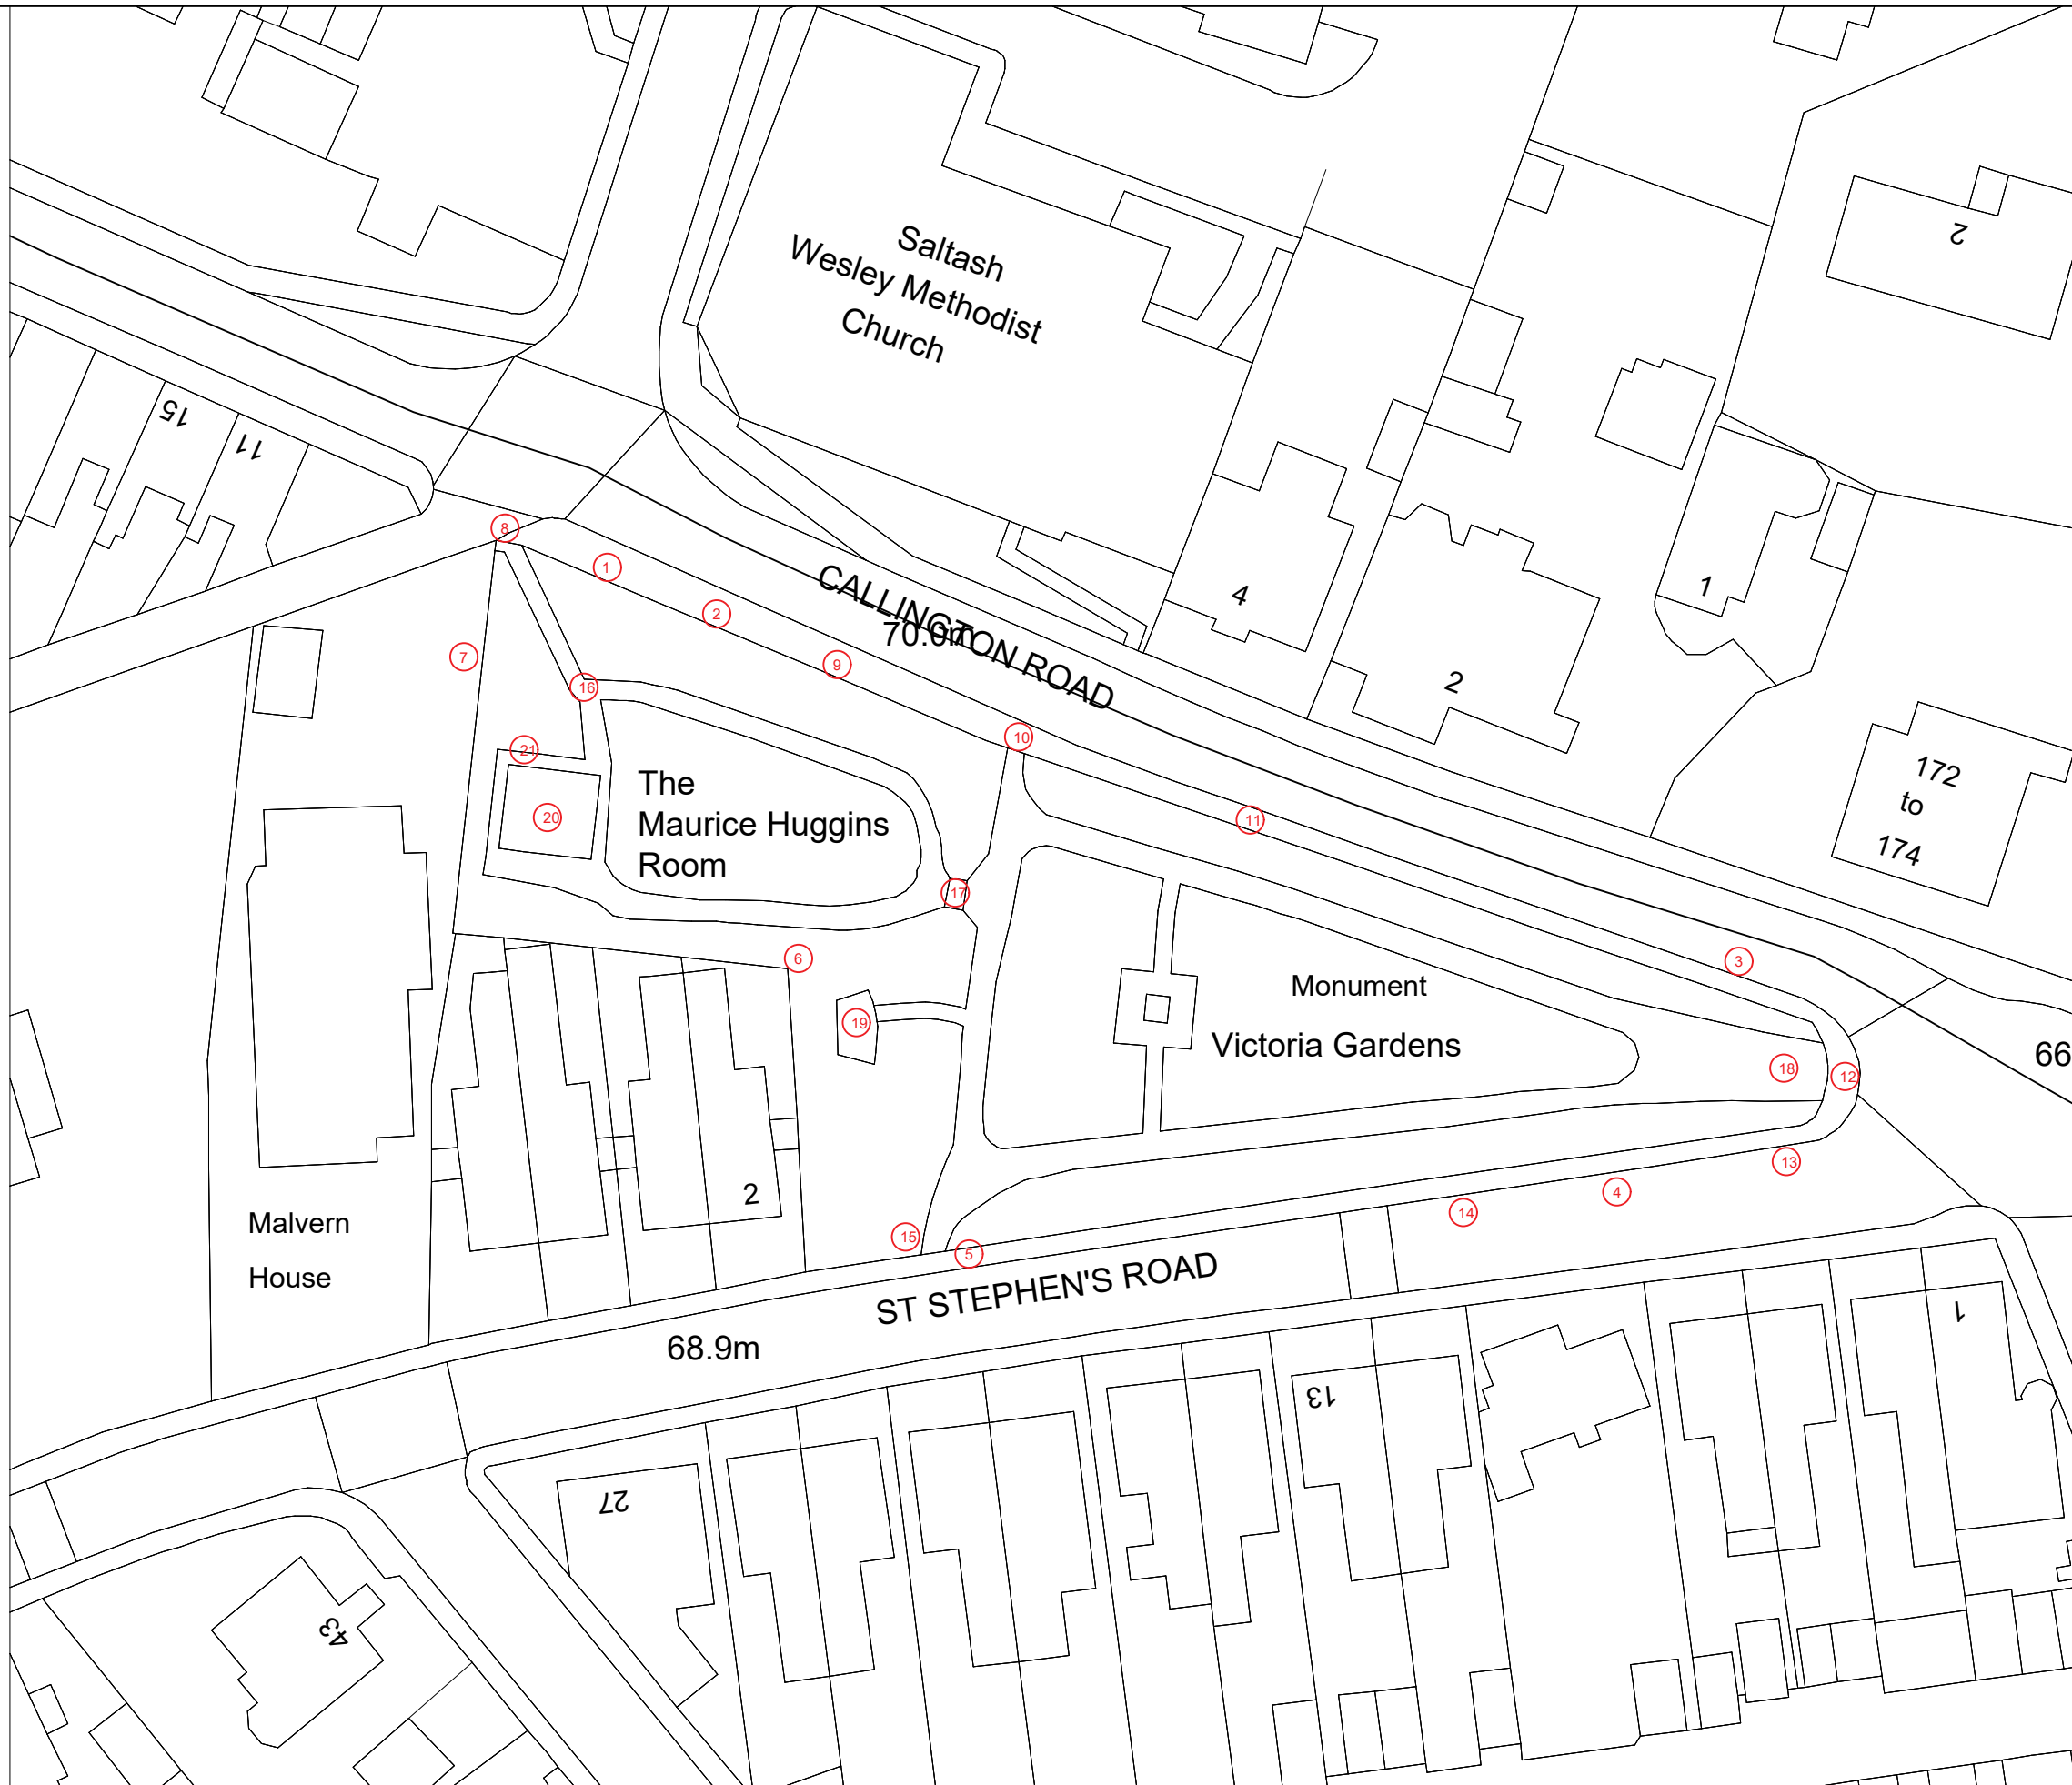 Saltash
Wesley Methodist
Church
2
15
11
8
1
2
CALLINGTON ROAD
70.0m
4
1
7
9
16
2
10
21
The
Maurice Huggins
Room
20
11
172
to
174
17
6
3
Monument
19
Victoria Gardens
66
18
12
13
4
14
2
15
5
Malvern
House
ST STEPHEN'S ROAD
68.9m
1
13
27
43